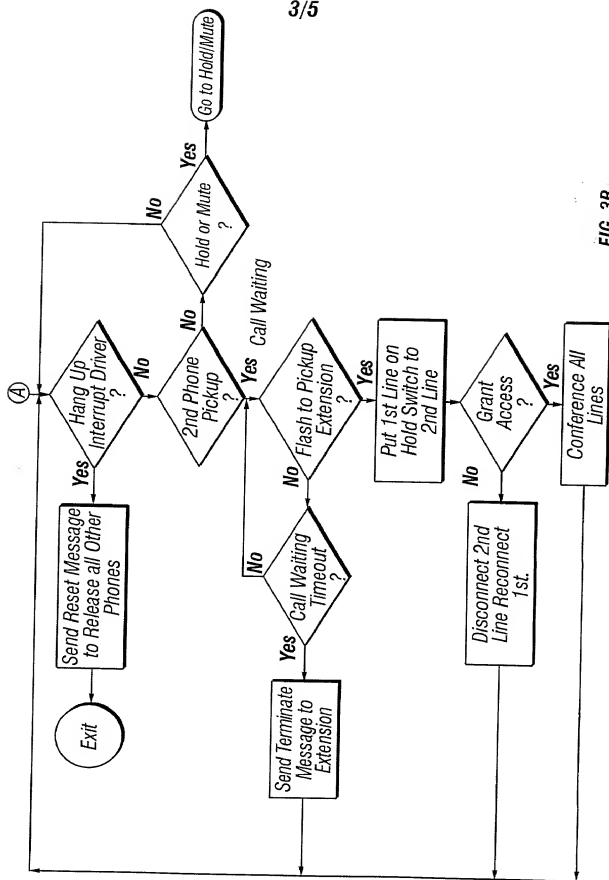 3/5
A
Hang Up
Interrupt Driver
?
Yes
No
Send Reset Message
to Release all Other
Phones
Exit
2nd Phone
Pickup
?
No
Yes
Hold or Mute
?
No
Yes
Go to Hold/Mute
Call Waiting
Flash to Pickup
Extension
?
No
Yes
Call Waiting
Timeout
?
No
Yes
Send Terminate
Message to
Extension
Put 1st Line on
Hold Switch to
2nd Line
Grant
Access
?
No
Yes
Disconnect 2nd
Line Reconnect
1st.
Conference All
Lines
FIG. 3B